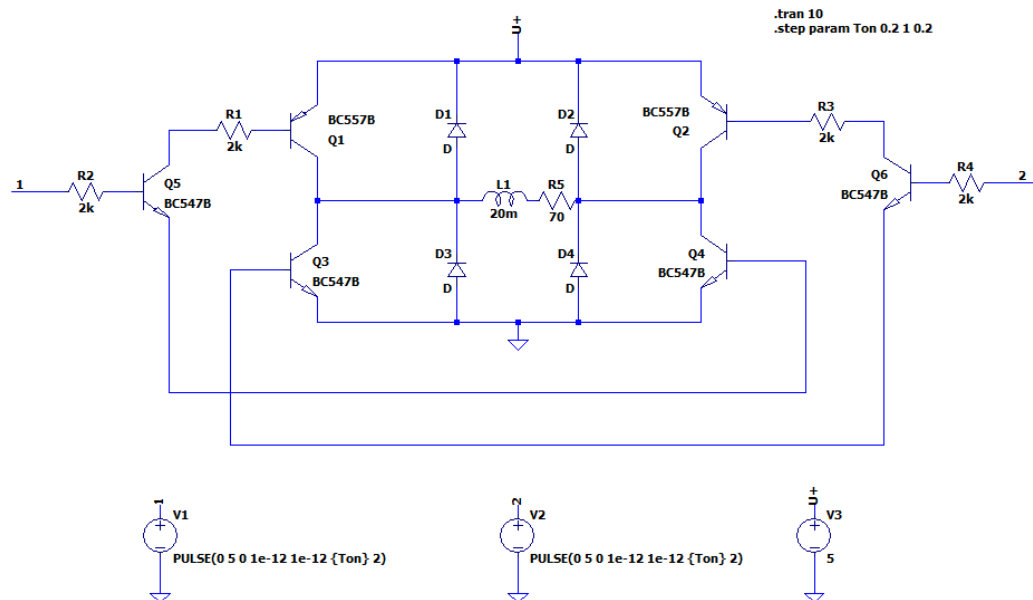 .tran 10
.step param Ton 0.2 1 0.2
U+
R1
2k
BC557B
Q1
D1
D
D2
D
BC557B
Q2
R3
2k
1
R2
2k
Q5
BC547B
L1
20m
R5
70
Q6
BC547B
R4
2k
2
Q3
BC547B
D3
D
D4
D
Q4
BC547B
1
V1
PULSE(0 5 0 1e-12 1e-12 {Ton} 2)
2
V2
PULSE(0 5 0 1e-12 1e-12 {Ton} 2)
U+
V3
5